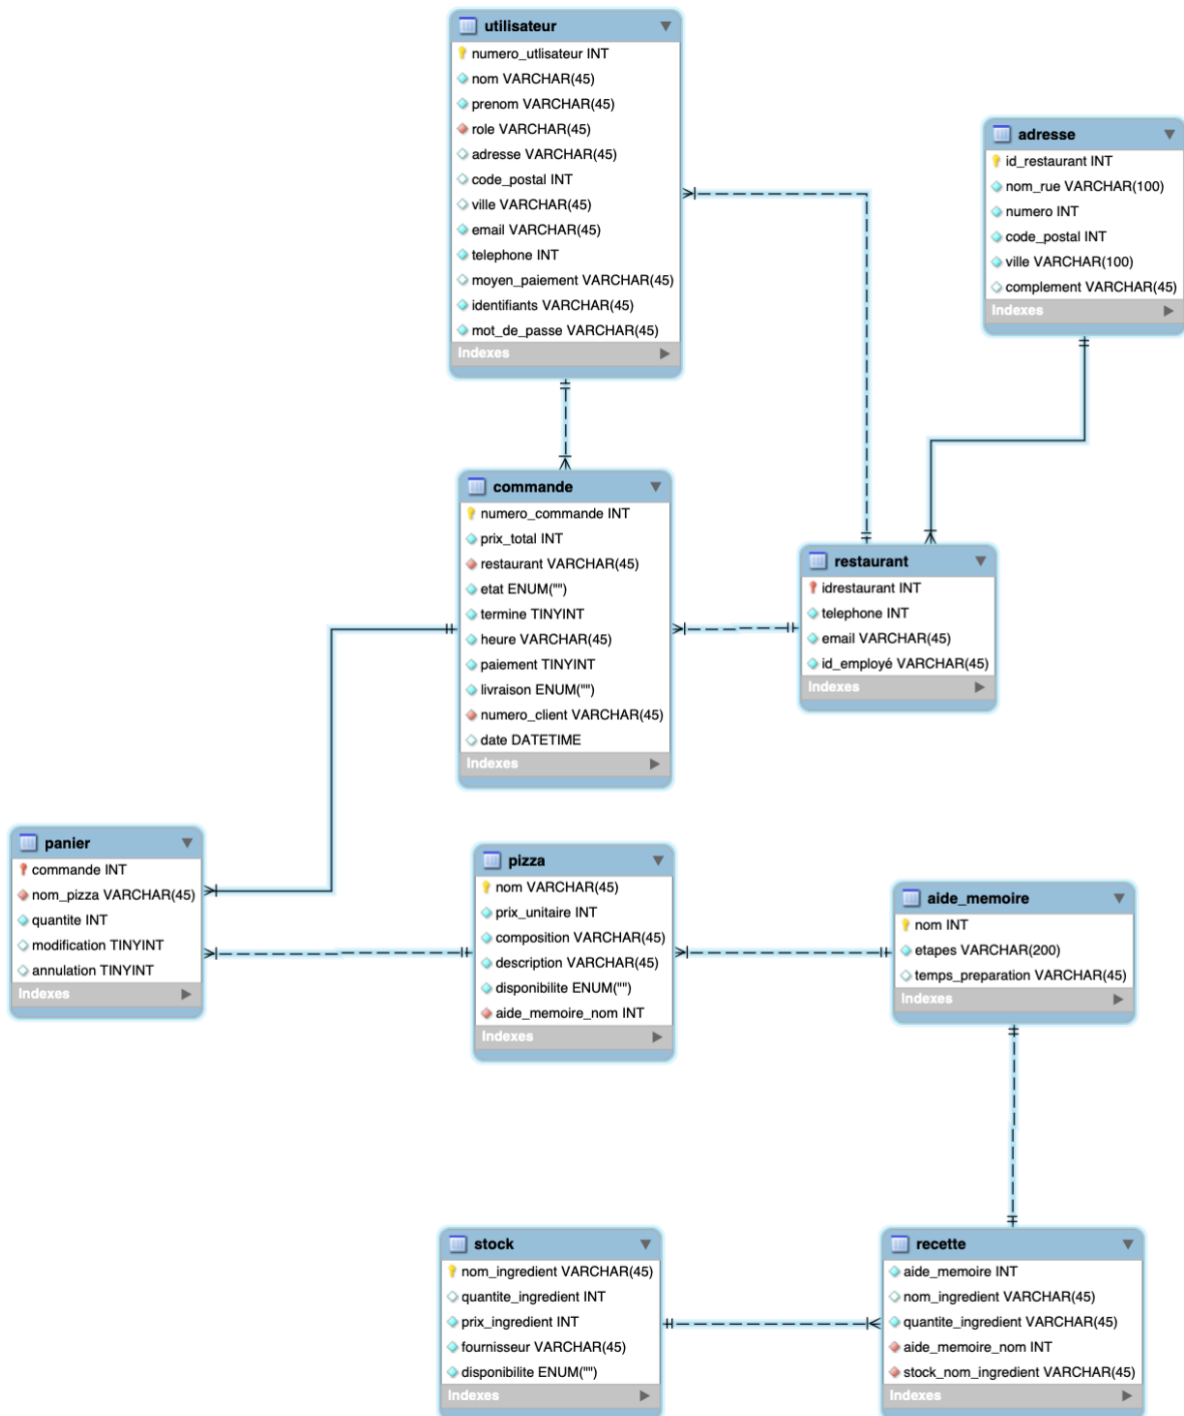 utilisateur
numero_utlisateur INT
nom VARCHAR(45)
prenom VARCHAR(45)
role VARCHAR(45)
adresse VARCHAR(45)
code_postal INT
ville VARCHAR(45)
email VARCHAR(45)
telephone INT
moyen_paiement VARCHAR(45)
identifiants VARCHAR(45)
mot_de_passe VARCHAR(45)
Indexes
adresse
id_restaurant INT
nom_rue VARCHAR(100)
numero INT
code_postal INT
ville VARCHAR(100)
complement VARCHAR(45)
Indexes
commande
numero_commande INT
prix_total INT
restaurant VARCHAR(45)
etat ENUM("")
termine TINYINT
heure VARCHAR(45)
paiement TINYINT
livraison ENUM("")
numero_client VARCHAR(45)
date DATETIME
Indexes
restaurant
idrestaurant INT
telephone INT
email VARCHAR(45)
id_employé VARCHAR(45)
Indexes
panier
commande INT
nom_pizza VARCHAR(45)
quantite INT
modification TINYINT
annulation TINYINT
Indexes
pizza
nom VARCHAR(45)
prix_unitaire INT
composition VARCHAR(45)
description VARCHAR(45)
disponibilite ENUM("")
aide_memoire_nom INT
Indexes
aide_memoire
nom INT
etapes VARCHAR(200)
temps_preparation VARCHAR(45)
Indexes
stock
nom_ingredient VARCHAR(45)
quantite_ingredient INT
prix_ingredient INT
fournisseur VARCHAR(45)
disponibilite ENUM("")
Indexes
recette
aide_memoire INT
nom_ingredient VARCHAR(45)
quantite_ingredient VARCHAR(45)
aide_memoire_nom INT
stock_nom_ingredient VARCHAR(45)
Indexes